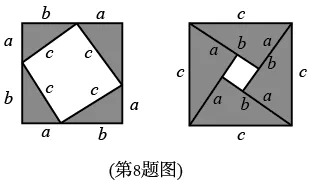 b a c
a c c a b a
b c c a c b c
a b a
a b c
(第8题图)